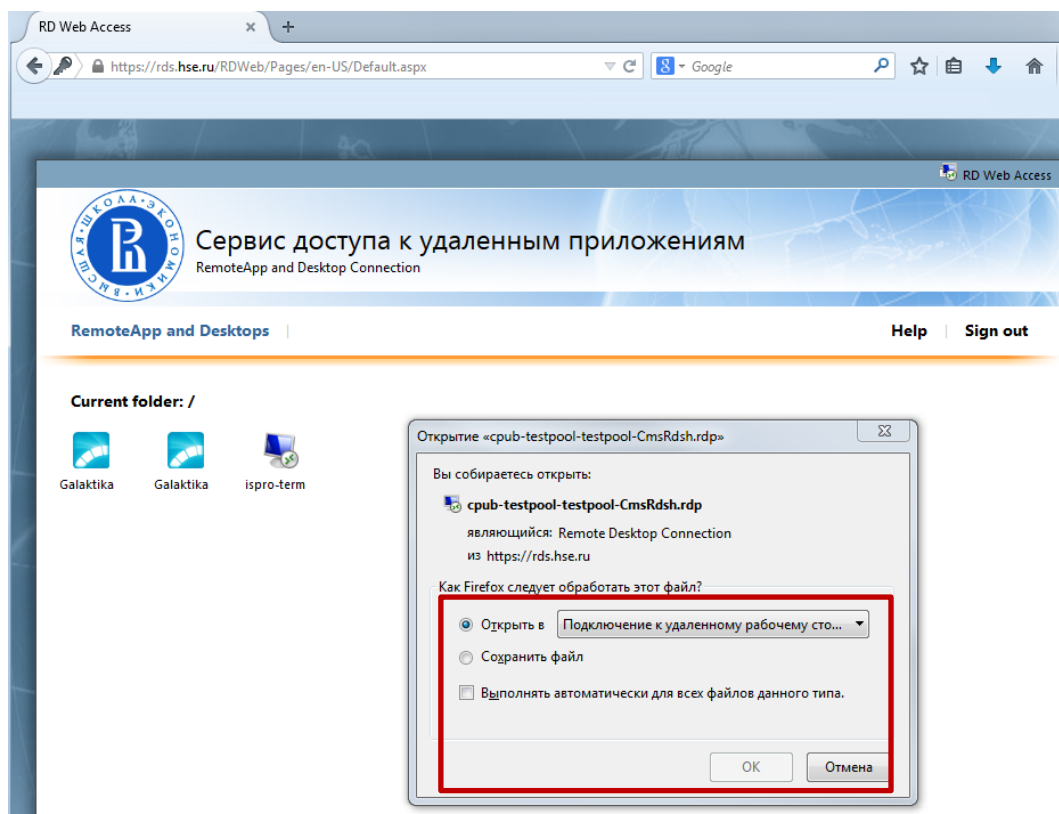 RD Web Access
https://rds.hse.ru/RDWeb/Pages/en-US/Default.aspx
8 Google
RD Web Access
ВЫСШАЯ • ШКОЛА • ЭКОНОМИКИ
Сервис доступа к удаленным приложениям
RemoteApp and Desktop Connection
RemoteApp and Desktops
Help
Sign out
Current folder: /
Galaktika
Galaktika
ispro-term
Открытие «cpub-testpool-testpool-CmsRdsh.rdp»
Вы собираетесь открыть:
cpub-testpool-testpool-CmsRdsh.rdp
являющийся: Remote Desktop Connection
из https://rds.hse.ru
Как Firefox следует обработать этот файл?
Открыть в Подключение к удаленному рабочему сто...
Сохранить файл
Выполнять автоматически для всех файлов данного типа.
OK
Отмена